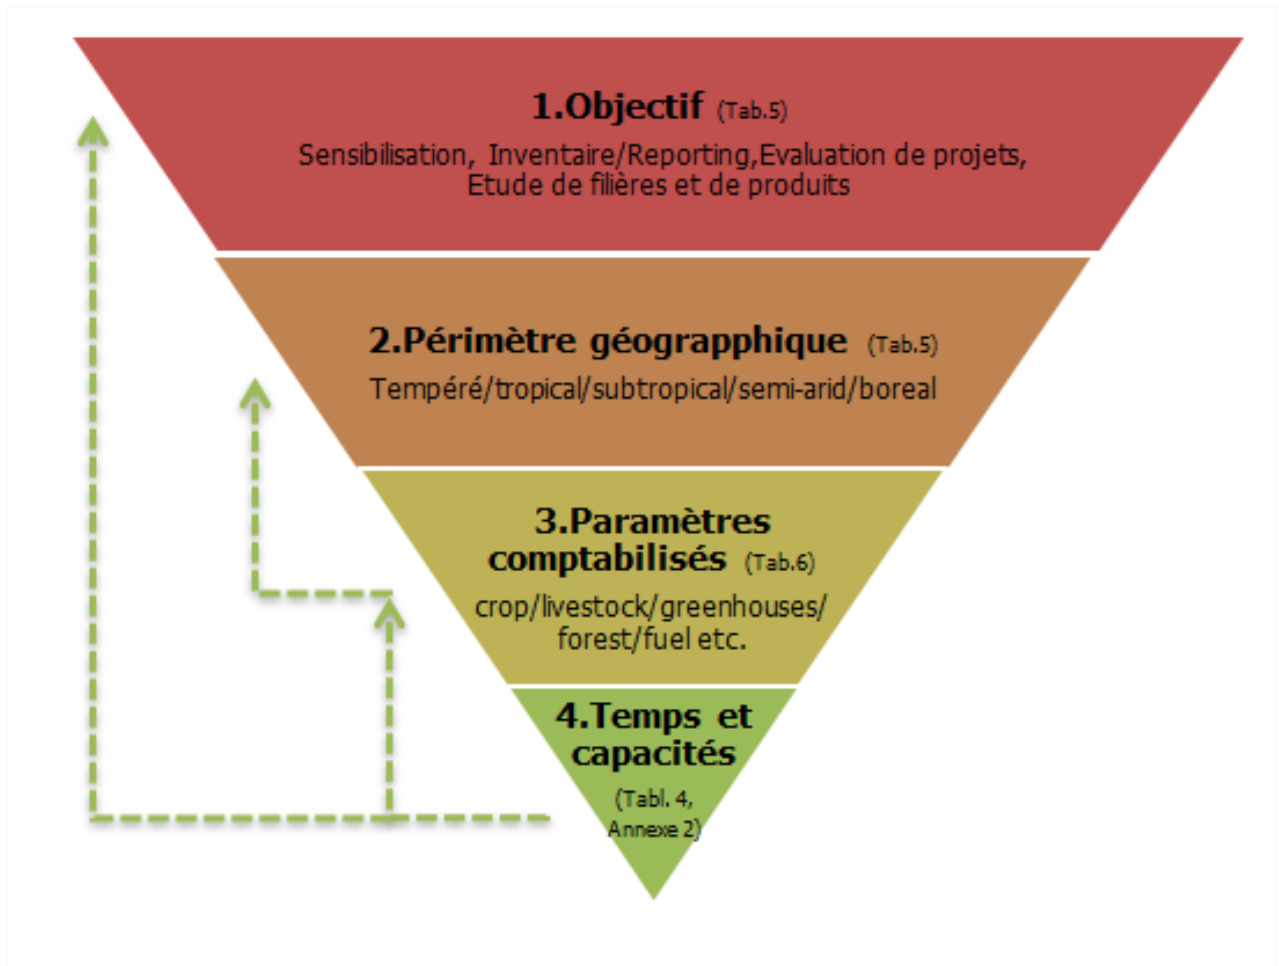 1.Objectif (Tab.5)
Sensibilisation, Inventaire/Reporting,Evaluation de projets,
Etude de filières et de produits
2.Périmètre géograpphique (Tab.5)
Tempéré/tropical/subtropical/semi-arid/boreal
3.Paramètres
comptabilisés (Tab.6)
crop/livestock/greenhouses/
forest/fuel etc.
4.Temps et
capacités
(Tabl. 4,
Annexe 2)